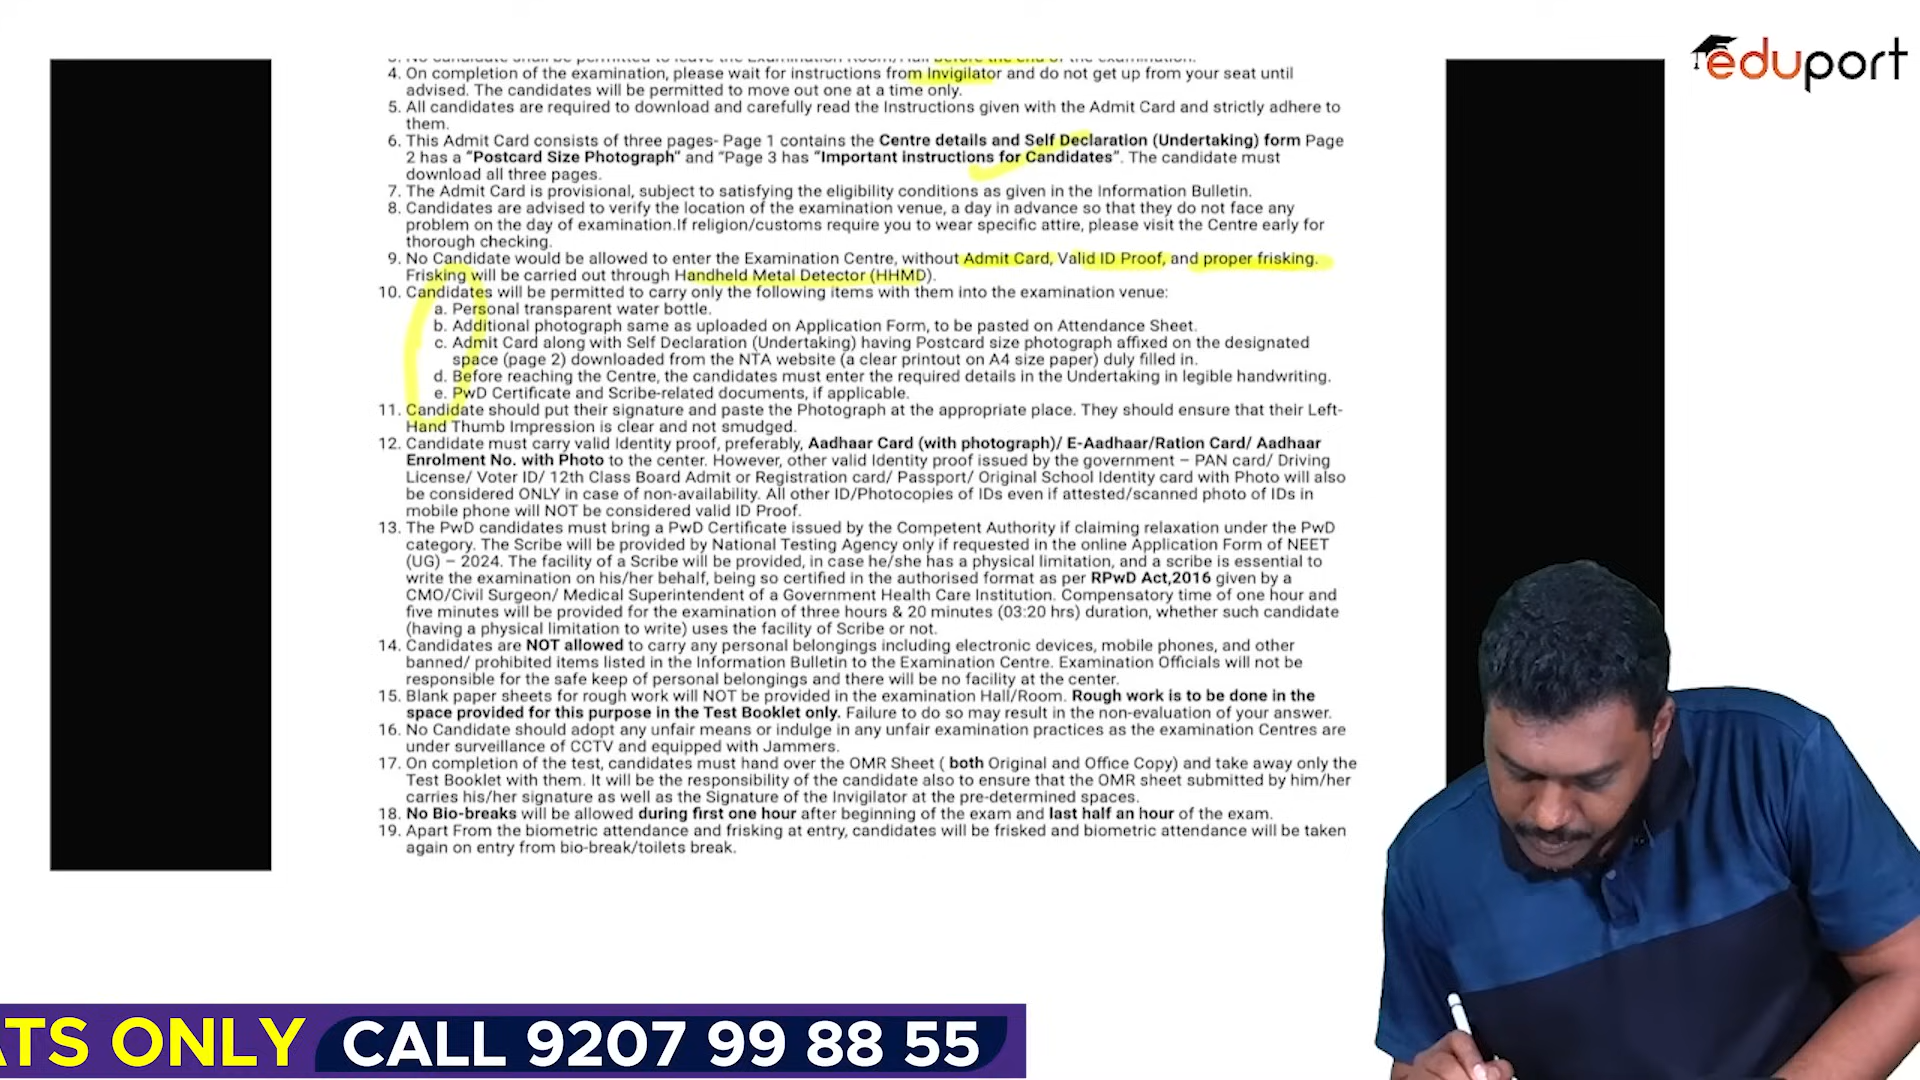 eduport
3. No candidate shall be permitted to leave the Examination Room/Hall before the end of the examination.
4. On completion of the examination, please wait for instructions from Invigilator and do not get up from your seat until
advised. The candidates will be permitted to move out one at a time only.
5. All candidates are required to download and carefully read the Instructions given with the Admit Card and strictly adhere to
them.
6. This Admit Card consists of three pages- Page 1 contains the Centre details and Self Declaration (Undertaking) form Page
2 has a “Postcard Size Photograph” and “Page 3 has “Important instructions for Candidates”. The candidate must
download all three pages.
7. The Admit Card is provisional, subject to satisfying the eligibility conditions as given in the Information Bulletin.
8. Candidates are advised to verify the location of the examination venue, a day in advance so that they do not face any
problem on the day of examination.If religion/customs require you to wear specific attire, please visit the Centre early for
thorough checking.
9. No Candidate would be allowed to enter the Examination Centre, without Admit Card, Valid ID Proof, and proper frisking.
Frisking will be carried out through Handheld Metal Detector (HHMD).
10. Candidates will be permitted to carry only the following items with them into the examination venue:
a. Personal transparent water bottle.
b. Additional photograph same as uploaded on Application Form, to be pasted on Attendance Sheet.
c. Admit Card along with Self Declaration (Undertaking) having Postcard size photograph affixed on the designated
space (page 2) downloaded from the NTA website (a clear printout on A4 size paper) duly filled in.
d. Before reaching the Centre, the candidates must enter the required details in the Undertaking in legible handwriting.
e. PwD Certificate and Scribe-related documents, if applicable.
11. Candidate should put their signature and paste the Photograph at the appropriate place. They should ensure that their Left-
Hand Thumb Impression is clear and not smudged.
12. Candidate must carry valid Identity proof, preferably, Aadhaar Card (with photograph)/ E-Aadhaar/Ration Card/ Aadhaar
Enrolment No. with Photo to the center. However, other valid Identity proof issued by the government – PAN card/ Driving
License/ Voter ID/ 12th Class Board Admit or Registration card/ Passport/ Original School Identity card with Photo will also
be considered ONLY in case of non-availability. All other ID/Photocopies of IDs even if attested/scanned photo of IDs in
mobile phone will NOT be considered valid ID Proof.
13. The PwD candidates must bring a PwD Certificate issued by the Competent Authority if claiming relaxation under the PwD
category. The Scribe will be provided by National Testing Agency only if requested in the online Application Form of NEET
(UG) – 2024. The facility of a Scribe will be provided, in case he/she has a physical limitation, and a scribe is essential to
write the examination on his/her behalf, being so certified in the authorised format as per RPwD Act,2016 given by a
CMO/Civil Surgeon/ Medical Superintendent of a Government Health Care Institution. Compensatory time of one hour and
five minutes will be provided for the examination of three hours & 20 minutes (03:20 hrs) duration, whether such candidate
(having a physical limitation to write) uses the facility of Scribe or not.
14. Candidates are NOT allowed to carry any personal belongings including electronic devices, mobile phones, and other
banned/ prohibited items listed in the Information Bulletin to the Examination Centre. Examination Officials will not be
responsible for the safe keep of personal belongings and there will be no facility at the center.
15. Blank paper sheets for rough work will NOT be provided in the examination Hall/Room. Rough work is to be done in the
space provided for this purpose in the Test Booklet only. Failure to do so may result in the non-evaluation of your answer.
16. No Candidate should adopt any unfair means or indulge in any unfair examination practices as the examination Centres are
under surveillance of CCTV and equipped with Jammers.
17. On completion of the test, candidates must hand over the OMR Sheet ( both Original and Office Copy) and take away only the
Test Booklet with them. It will be the responsibility of the candidate also to ensure that the OMR sheet submitted by him/her
carries his/her signature as well as the Signature of the Invigilator at the pre-determined spaces.
18. No Bio-breaks will be allowed during first one hour after beginning of the exam and last half an hour of the exam.
19. Apart From the biometric attendance and frisking at entry, candidates will be frisked and biometric attendance will be taken
again on entry from bio-break/toilets break.
ATS ONLY CALL 9207 99 88 55